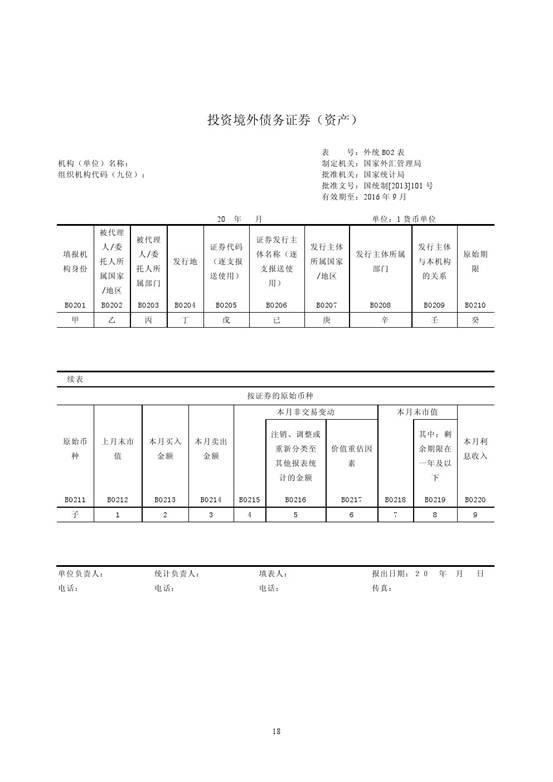 投资境外债务证券（资产）
表　　号：外统 B02 表
机构（单位）名称：　制定机关：国家外汇管理局
组织机构代码（九位）：　批准机关：国家统计局
批准文号：国统制[2013]101 号
有效期至：2016 年 9 月
20　年　月　单位：1 货币单位
填报机构身份　被代理人/委托人所属国家/地区　被代理人/委托人所属部门　发行地　证券代码（逐支报送使用）　证券发行主体名称（逐支报送使用）　发行主体所属国家/地区　发行主体所属部门　发行主体与本机构的关系　原始期限
B0201　B0202　B0203　B0204　B0205　B0206　B0207　B0208　B0209　B0210
甲　乙　丙　丁　戊　己　庚　辛　壬　癸
续表
按证券的原始币种
本月非交易变动　本月末市值
原始币种　上月末市值　本月买入金额　本月卖出金额　注销、调整或重新分类至其他报表统计的金额　价值重估因素　其中：剩余期限在一年及以下　本月利息收入
B0211　B0212　B0213　B0214　B0215　B0216　B0217　B0218　B0219　B0220
子　1　2　3　4　5　6　7　8　9
单位负责人：　统计负责人：　填表人：　报出日期：２０　年　月　日
电话：　电话：　电话：　传真：
18